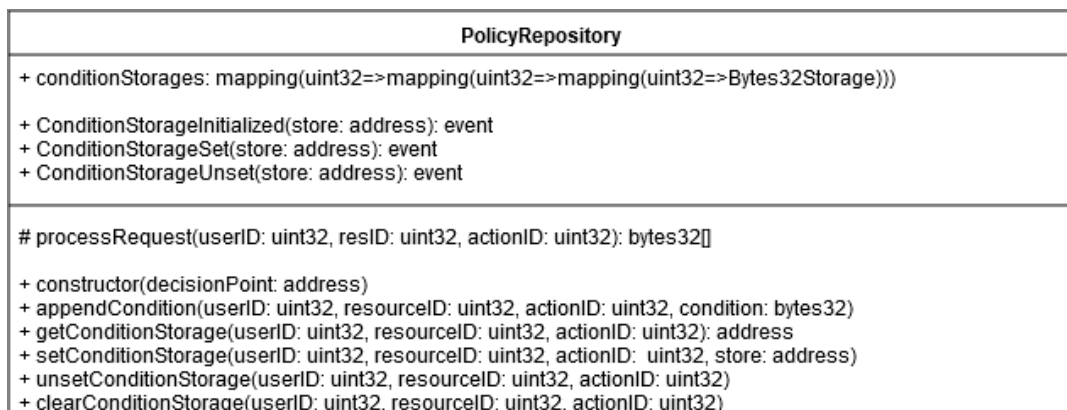 PolicyRepository
+ conditionStorages: mapping(uint32=>mapping(uint32=>mapping(uint32=>Bytes32Storage)))
+ ConditionStorageInitialized(store: address): event
+ ConditionStorageSet(store: address): event
+ ConditionStorageUnset(store: address): event
# processRequest(userID: uint32, resID: uint32, actionID: uint32): bytes32[]
+ constructor(decisionPoint: address)
+ appendCondition(userID: uint32, resourceID: uint32, actionID: uint32, condition: bytes32)
+ getConditionStorage(userID: uint32, resourceID: uint32, actionID: uint32): address
+ setConditionStorage(userID: uint32, resourceID: uint32, actionID:  uint32, store: address)
+ unsetConditionStorage(userID: uint32, resourceID: uint32, actionID: uint32)
+ clearConditionStorage(userID: uint32, resourceID: uint32, actionID: uint32)